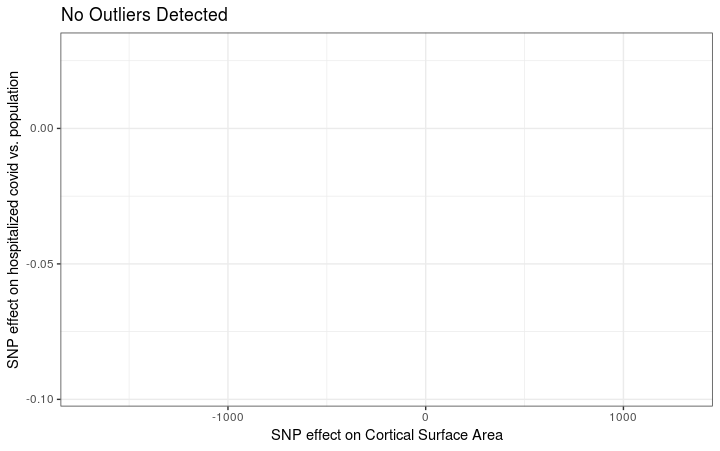 No Outliers Detected
SNP effect on hospitalized covid vs. population
0.00
-0.05
-0.10
-1000
0
1000
SNP effect on Cortical Surface Area